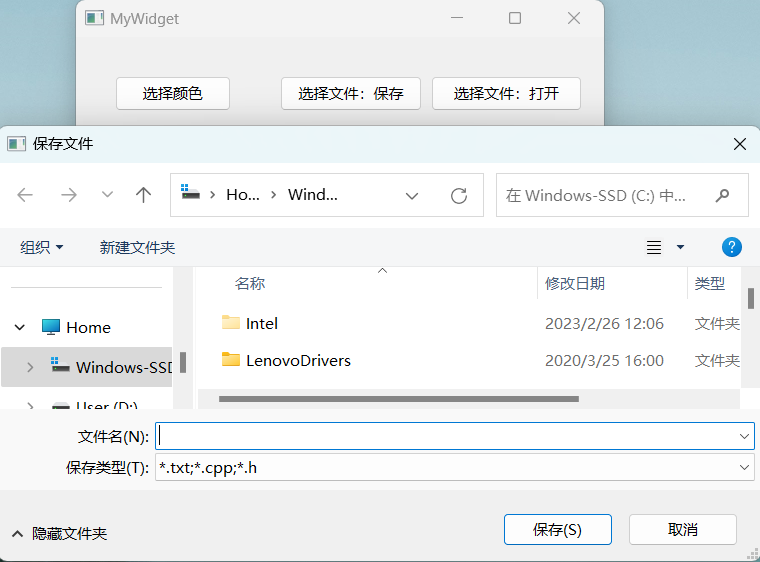 MyWidget
选择颜色 选择文件：保存 选择文件：打开
保存文件
Ho... Wind... 在 Windows-SSD (C:) 中...
组织 新建文件夹 ?
名称 修改日期 类型
Intel 2023/2/26 12:06 文件夹
Home
LenovoDrivers 2020/3/25 16:00 文件夹
Windows-SSD
User (D:)
文件名(N):
保存类型(T): *.txt;*.cpp;*.h
隐藏文件夹 保存(S) 取消